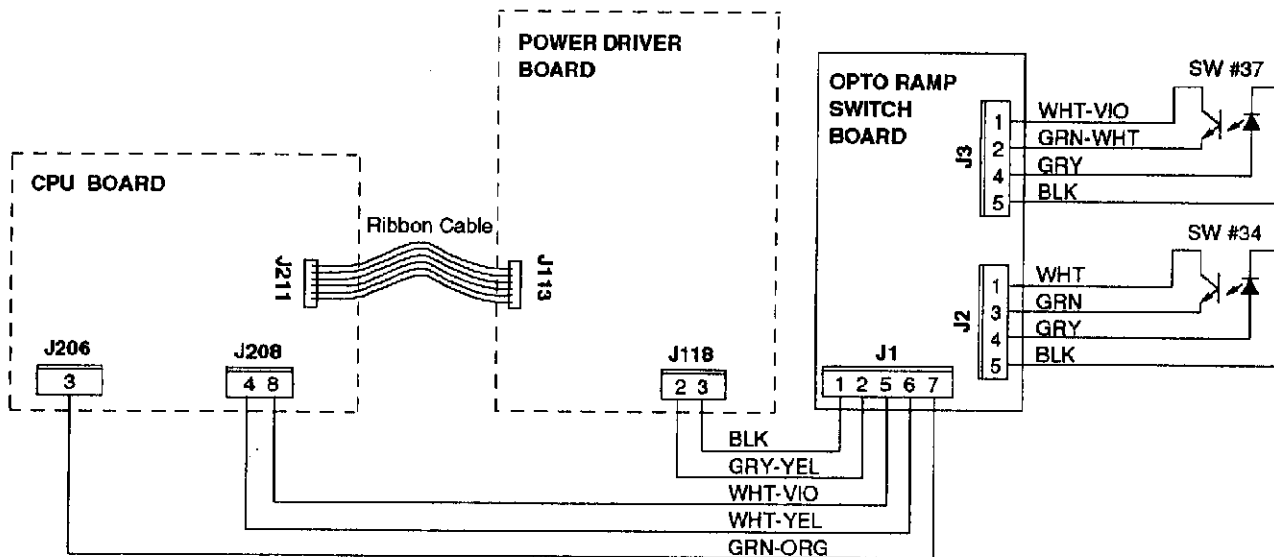 POWER DRIVER
BOARD
OPTO RAMP
SWITCH
BOARD
SW #37
J3
1 WHT-VIO
2 GRN-WHT
4 GRY
5 BLK
CPU BOARD
Ribbon Cable
J211
J113
SW #34
J2
1 WHT
3 GRN
4 GRY
5 BLK
J206
3
J208
4 8
J118
2 3
J1
1 2 5 6 7
BLK
GRY-YEL
WHT-VIO
WHT-YEL
GRN-ORG